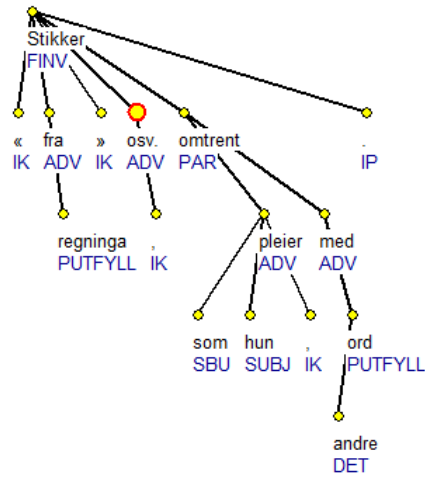 Stikker
FINV
« fra » osv. omtrent .
IK ADV IK ADV PAR IP
regninga , pleier med
PUTFYLL IK ADV ADV
som hun , ord
SBU SUBJ IK PUTFYLL
andre
DET